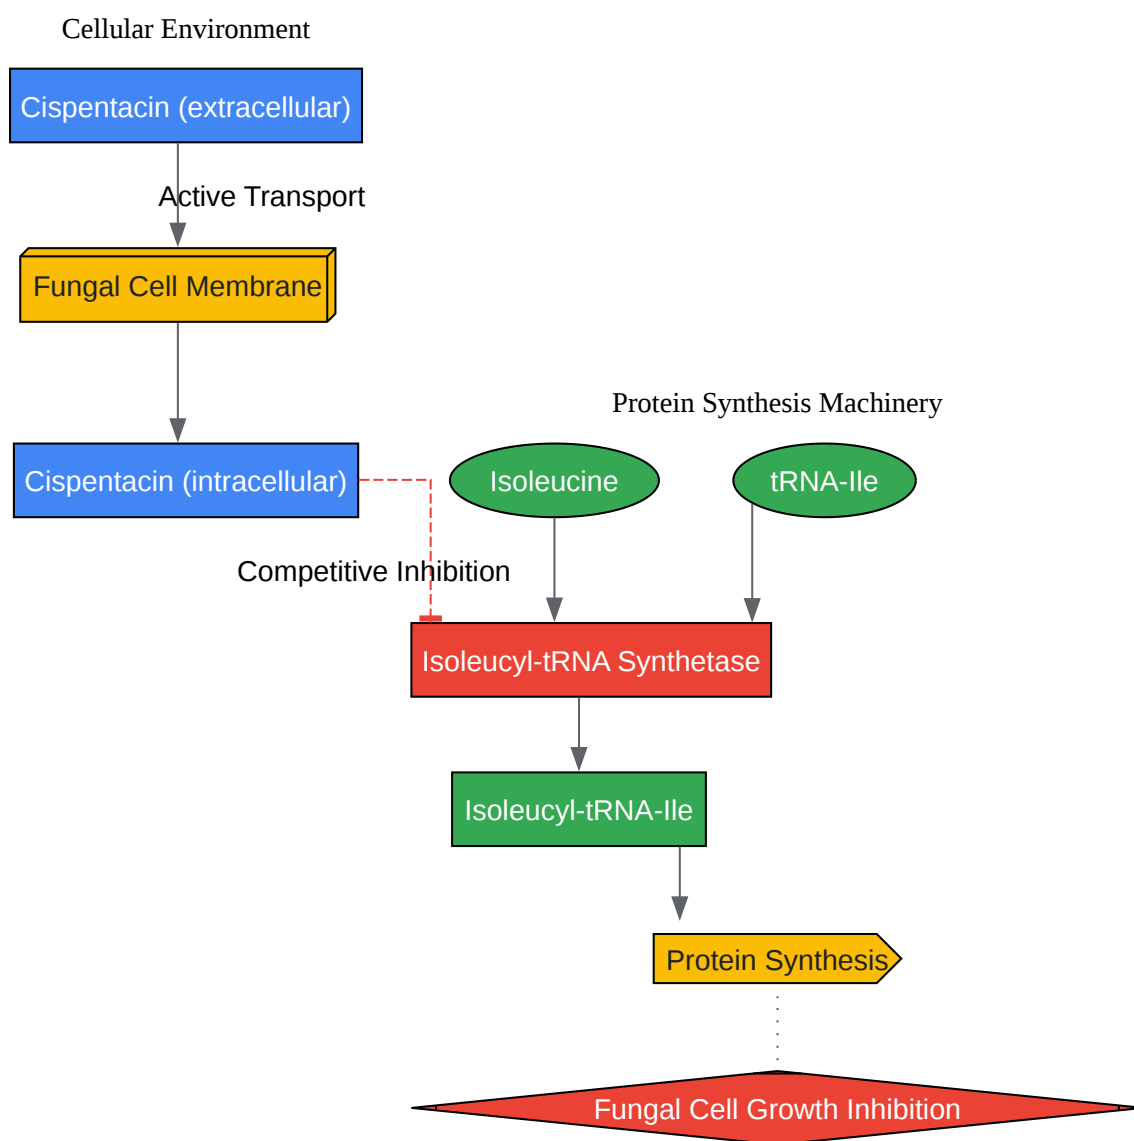 Cellular Environment
Cispentacin (extracellular)
Active Transport
Fungal Cell Membrane
Protein Synthesis Machinery
Cispentacin (intracellular)
Isoleucine
tRNA-Ile
Competitive Inhibition
Isoleucyl-tRNA Synthetase
Isoleucyl-tRNA-Ile
Protein Synthesis
Fungal Cell Growth Inhibition